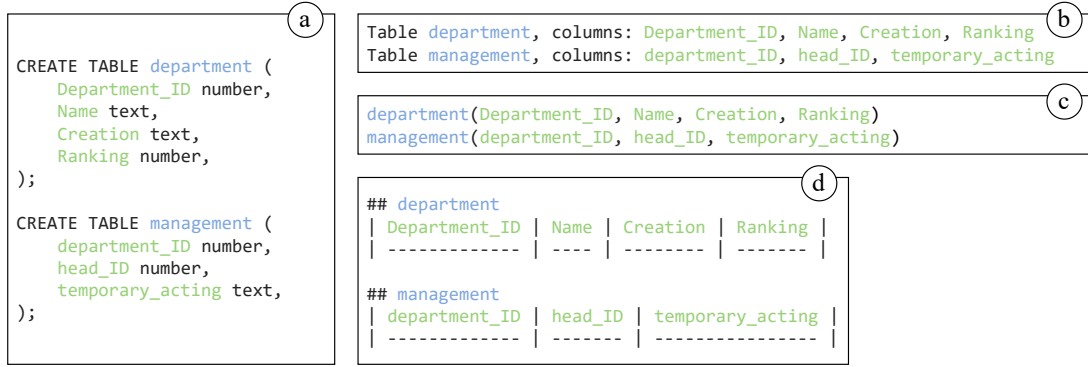 a
CREATE TABLE department (
    Department_ID number,
    Name text,
    Creation text,
    Ranking number,
);
CREATE TABLE management (
    department_ID number,
    head_ID number,
    temporary_acting text,
);
b
Table department, columns: Department_ID, Name, Creation, Ranking
Table management, columns: department_ID, head_ID, temporary_acting
c
department(Department_ID, Name, Creation, Ranking)
management(department_ID, head_ID, temporary_acting)
d
## department
| Department_ID | Name | Creation | Ranking |
| ------------- | ---- | -------- | ------- |
## management
| department_ID | head_ID | temporary_acting |
| ------------- | ------- | ---------------- |